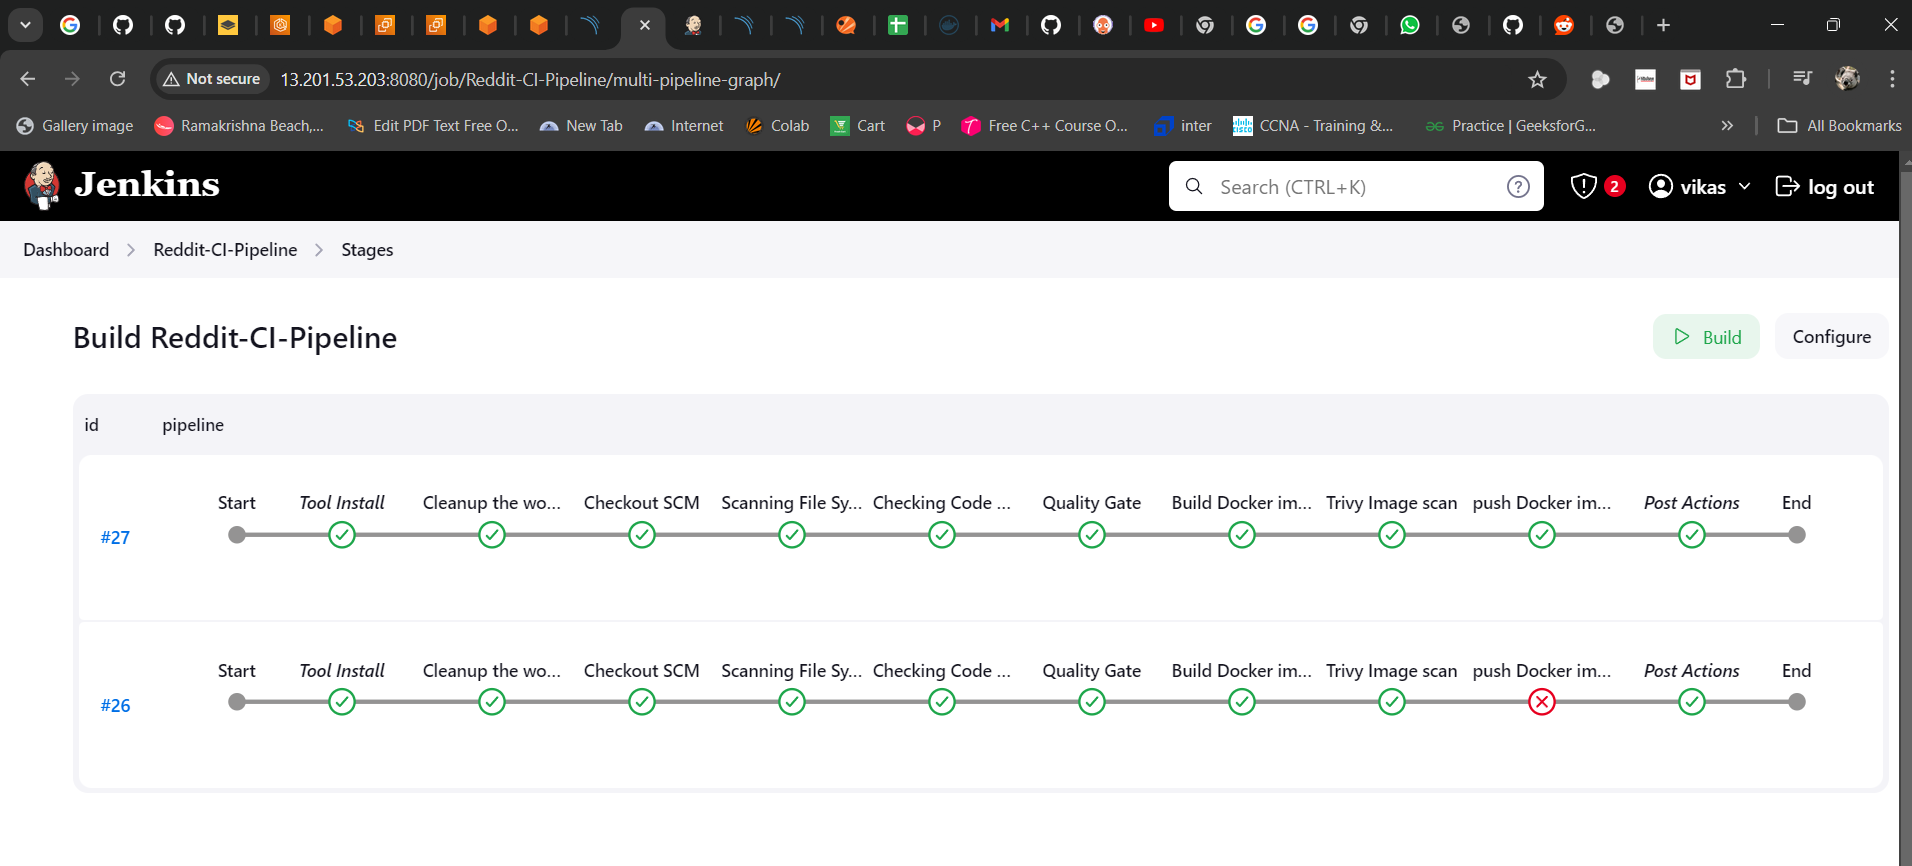 Not secure 13.201.53.203:8080/job/Reddit-CI-Pipeline/multi-pipeline-graph/
Gallery image Ramakrishna Beach,... Edit PDF Text Free O... New Tab Internet Colab Cart P Free C++ Course O... inter CCNA - Training &... Practice | GeeksforG... » All Bookmarks
Jenkins Search (CTRL+K) ? 2 vikas log out
Dashboard Reddit-CI-Pipeline Stages
Build Reddit-CI-Pipeline Build Configure
id pipeline
Start Tool Install Cleanup the wo... Checkout SCM Scanning File Sy... Checking Code ... Quality Gate Build Docker im... Trivy Image scan push Docker im... Post Actions End
#27
Start Tool Install Cleanup the wo... Checkout SCM Scanning File Sy... Checking Code ... Quality Gate Build Docker im... Trivy Image scan push Docker im... Post Actions End
#26